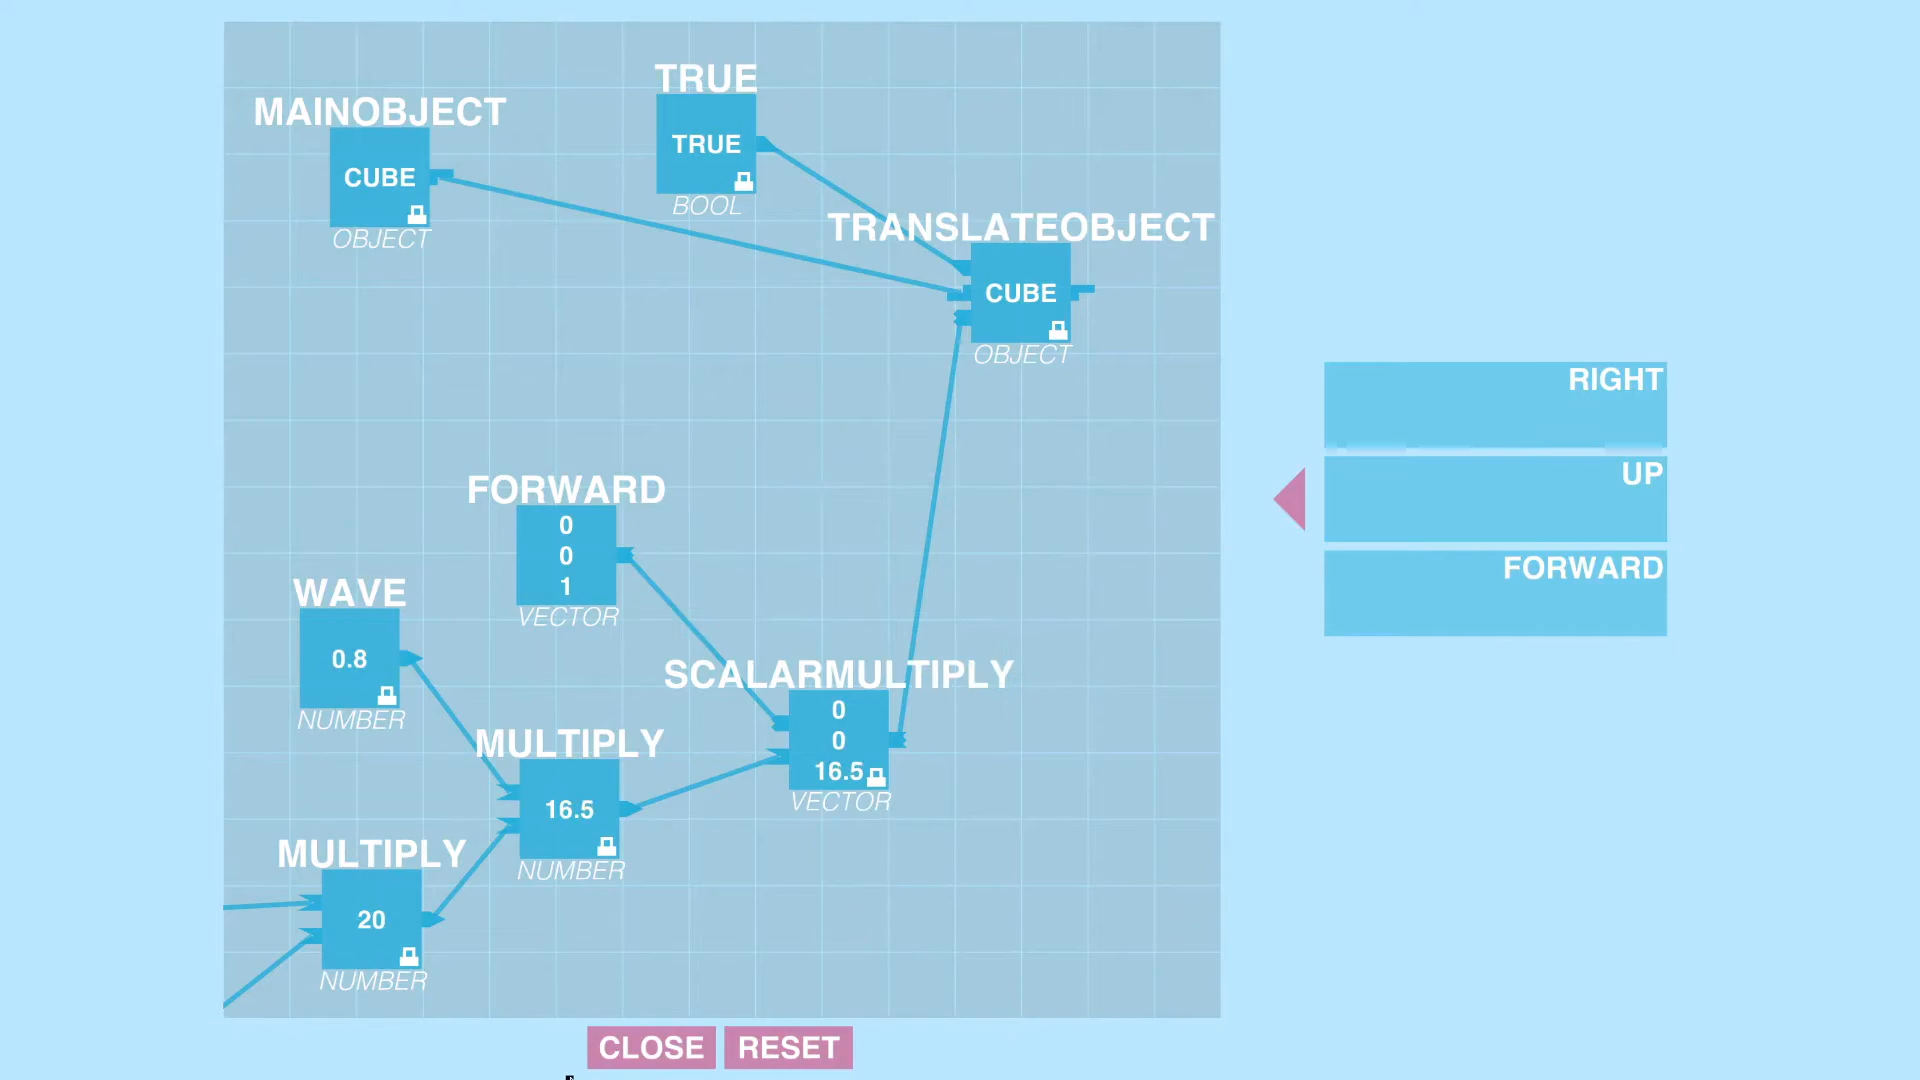 TRUE
TRUE
BOOL
MAINOBJECT
CUBE
OBJECT
TRANSLATEOBJECT
CUBE
OBJECT
FORWARD
0
0
1
VECTOR
WAVE
0.8
NUMBER
SCALARMULTIPLY
0
0
16.5
VECTOR
MULTIPLY
16.5
NUMBER
MULTIPLY
20
NUMBER
RIGHT
UP
FORWARD
CLOSE
RESET